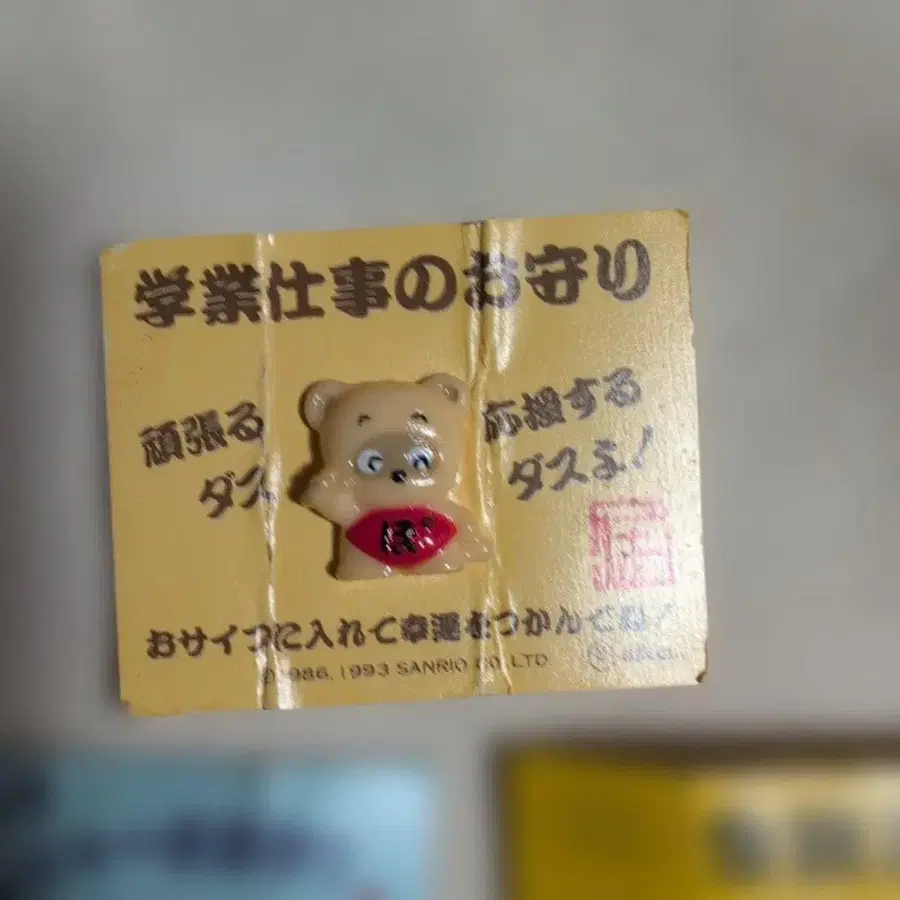 学業仕事のお守り
頑張る
ダス
応援する
ダスぅ!
ぽ
おサイフに入れて幸運をつかんでね!
©1986, 1993 SANRIO CO., LTD.